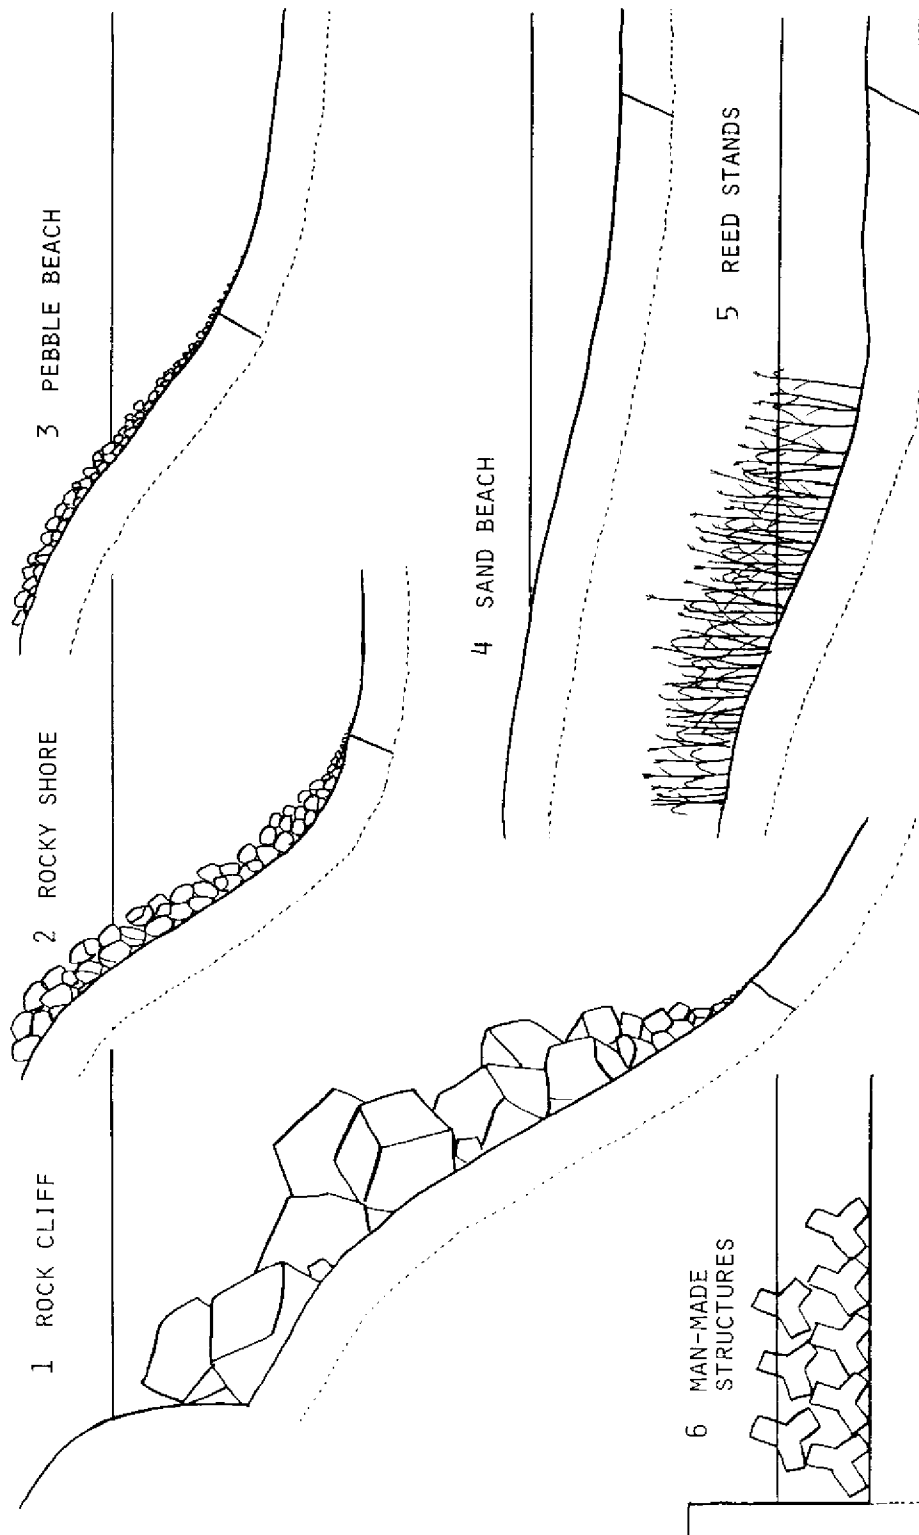 1 ROCK CLIFF
2 ROCKY SHORE
3 PEBBLE BEACH
4 SAND BEACH
5 REED STANDS
6 MAN-MADE
STRUCTURES